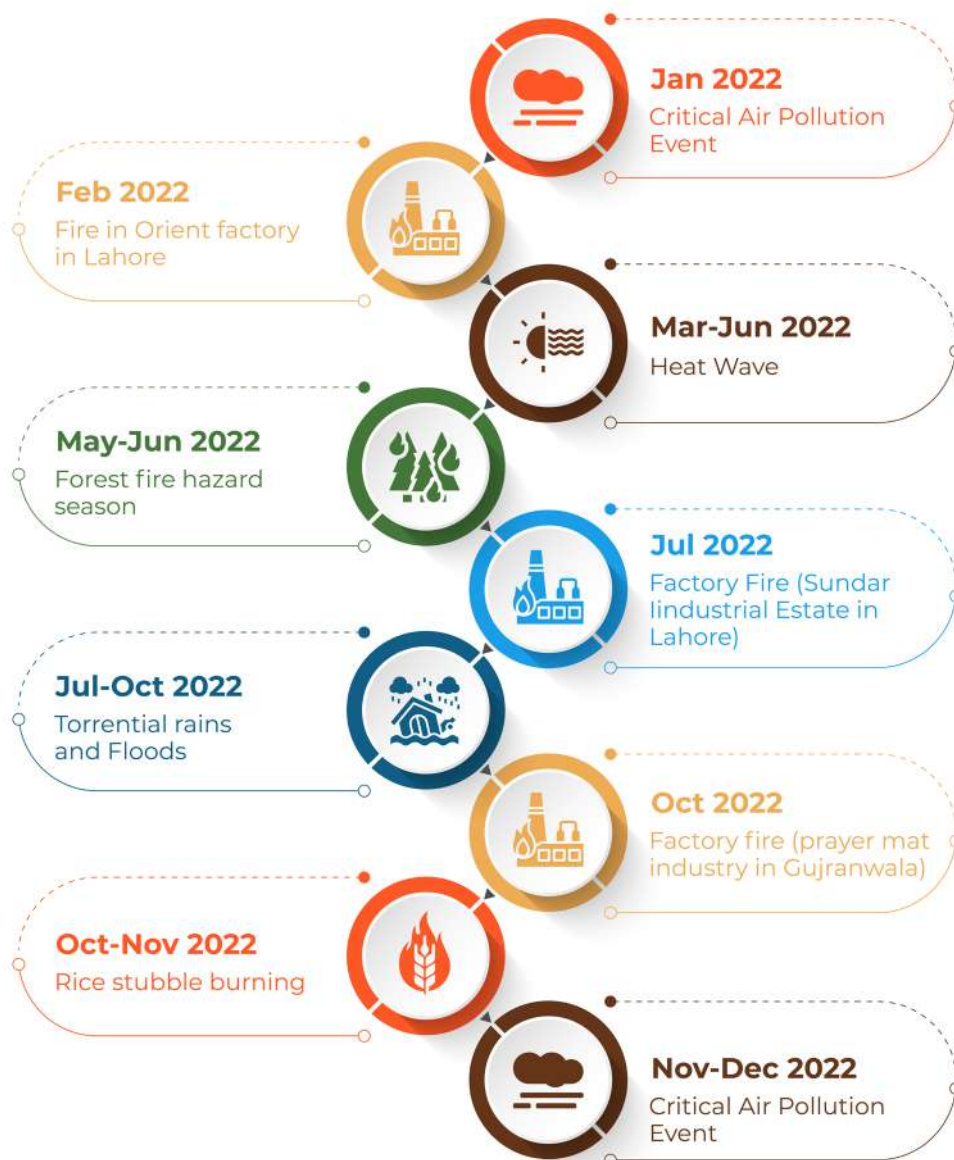 Jan 2022
Critical Air Pollution
Event
Feb 2022
Fire in Orient factory
in Lahore
Mar-Jun 2022
Heat Wave
May-Jun 2022
Forest fire hazard
season
Jul 2022
Factory Fire (Sundar
Iindustrial Estate in
Lahore)
Jul-Oct 2022
Torrential rains
and Floods
Oct 2022
Factory fire (prayer mat
industry in Gujranwala)
Oct-Nov 2022
Rice stubble burning
Nov-Dec 2022
Critical Air Pollution
Event